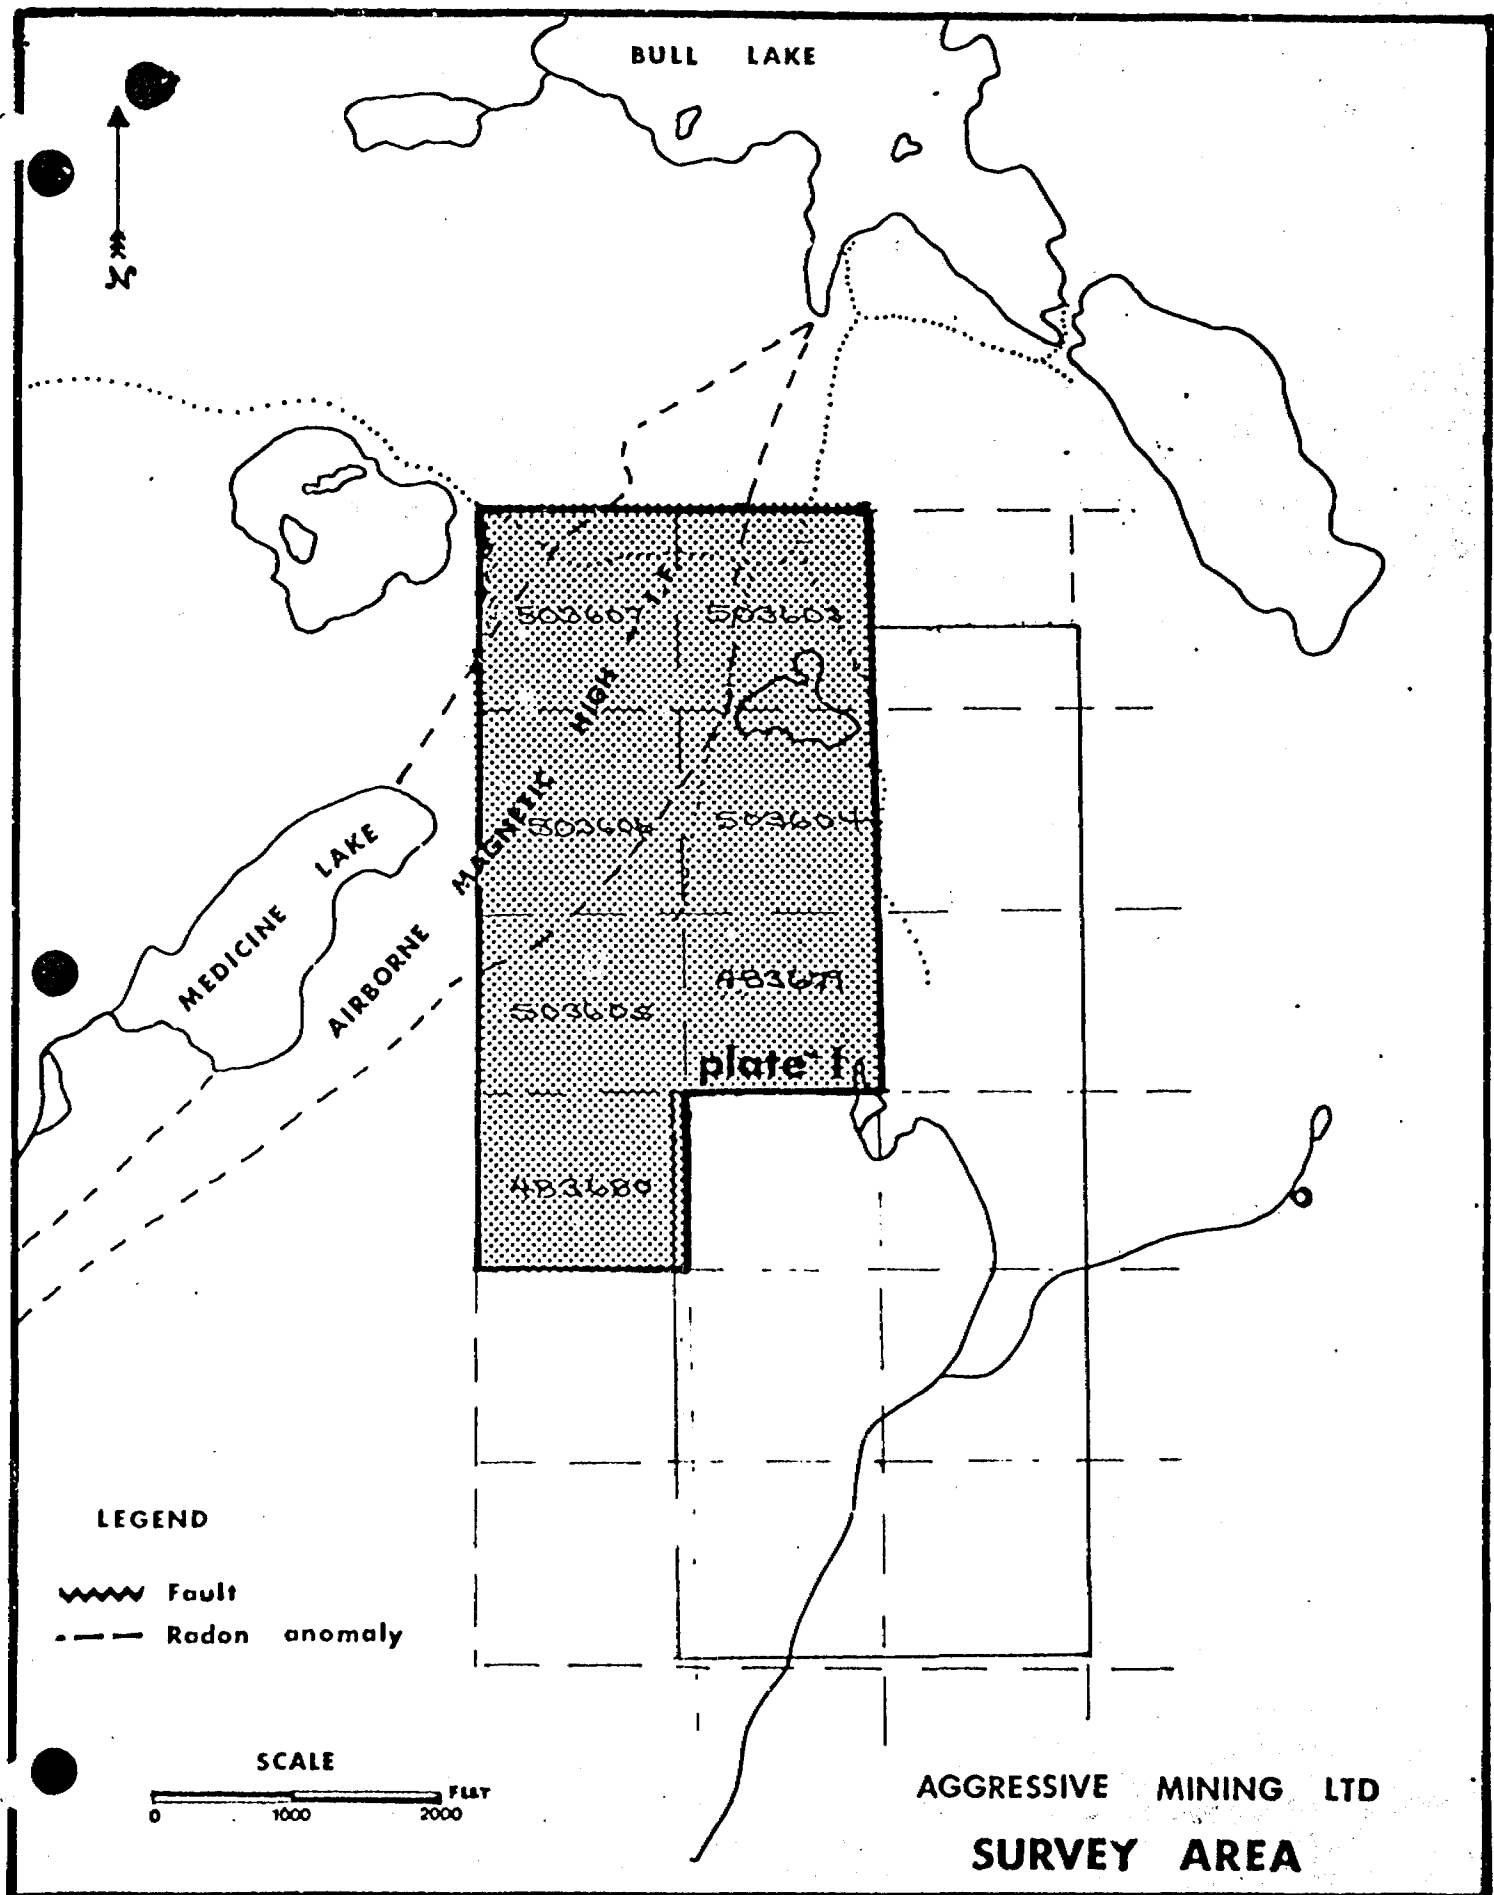 BULL LAKE
N
503607
503603
HIGH
MAGNETIC
503606
503604
MEDICINE LAKE
AIRBORNE
483679
503605
plate I
483680
LEGEND
Fault
Radon anomaly
SCALE
FEET
0 1000 2000
AGGRESSIVE MINING LTD
SURVEY AREA